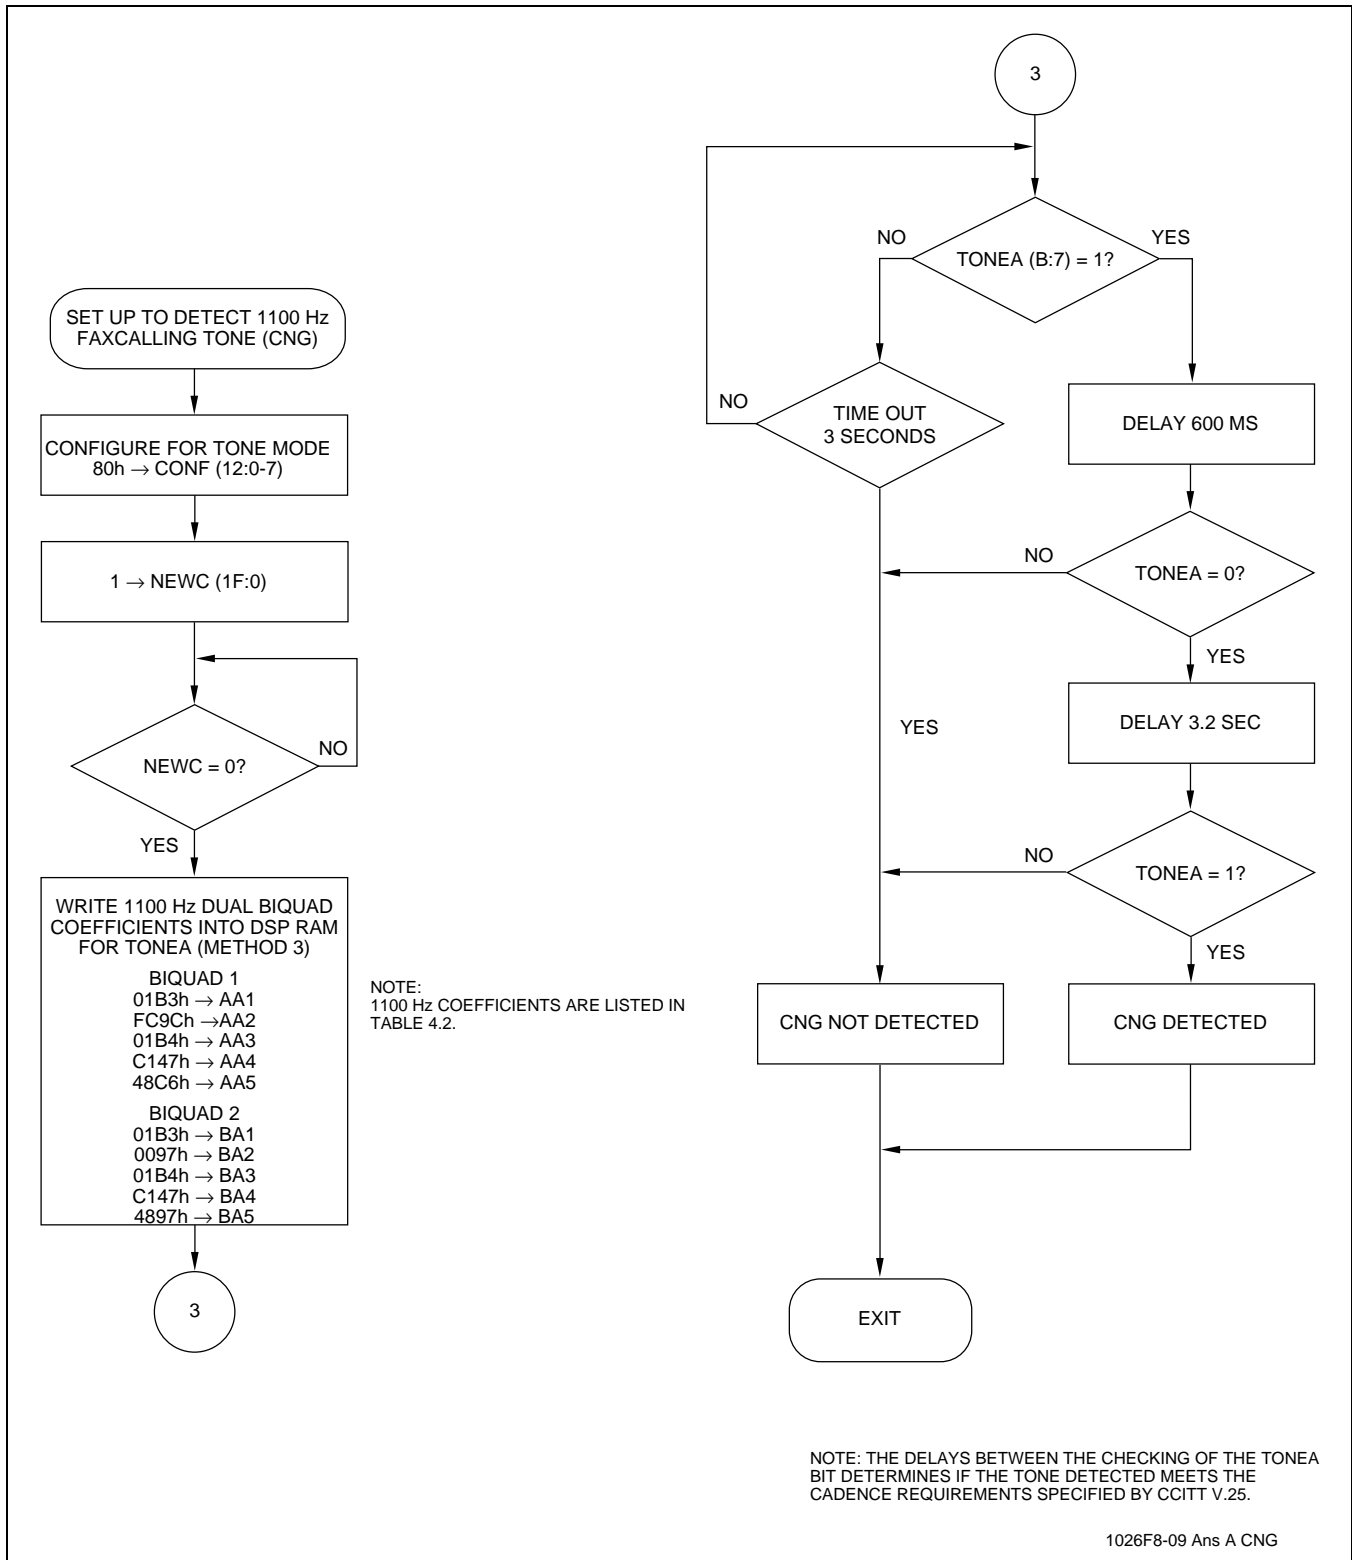 SET UP TO DETECT 1100 Hz
FAXCALLING TONE (CNG)
CONFIGURE FOR TONE MODE
80h → CONF (12:0-7)
1 → NEWC (1F:0)
NEWC = 0?
NO
YES
WRITE 1100 Hz DUAL BIQUAD
COEFFICIENTS INTO DSP RAM
FOR TONEA (METHOD 3)
BIQUAD 1
01B3h → AA1
FC9Ch →AA2
01B4h → AA3
C147h → AA4
48C6h → AA5
BIQUAD 2
01B3h → BA1
0097h → BA2
01B4h → BA3
C147h → BA4
4897h → BA5
3
NOTE:
1100 Hz COEFFICIENTS ARE LISTED IN
TABLE 4.2.
3
NO
YES
TONEA (B:7) = 1?
NO
TIME OUT
3 SECONDS
DELAY 600 MS
NO
TONEA = 0?
YES
YES
DELAY 3.2 SEC
NO
TONEA = 1?
YES
CNG NOT DETECTED
CNG DETECTED
EXIT
NOTE: THE DELAYS BETWEEN THE CHECKING OF THE TONEA
BIT DETERMINES IF THE TONE DETECTED MEETS THE
CADENCE REQUIREMENTS SPECIFIED BY CCITT V.25.
1026F8-09 Ans A CNG